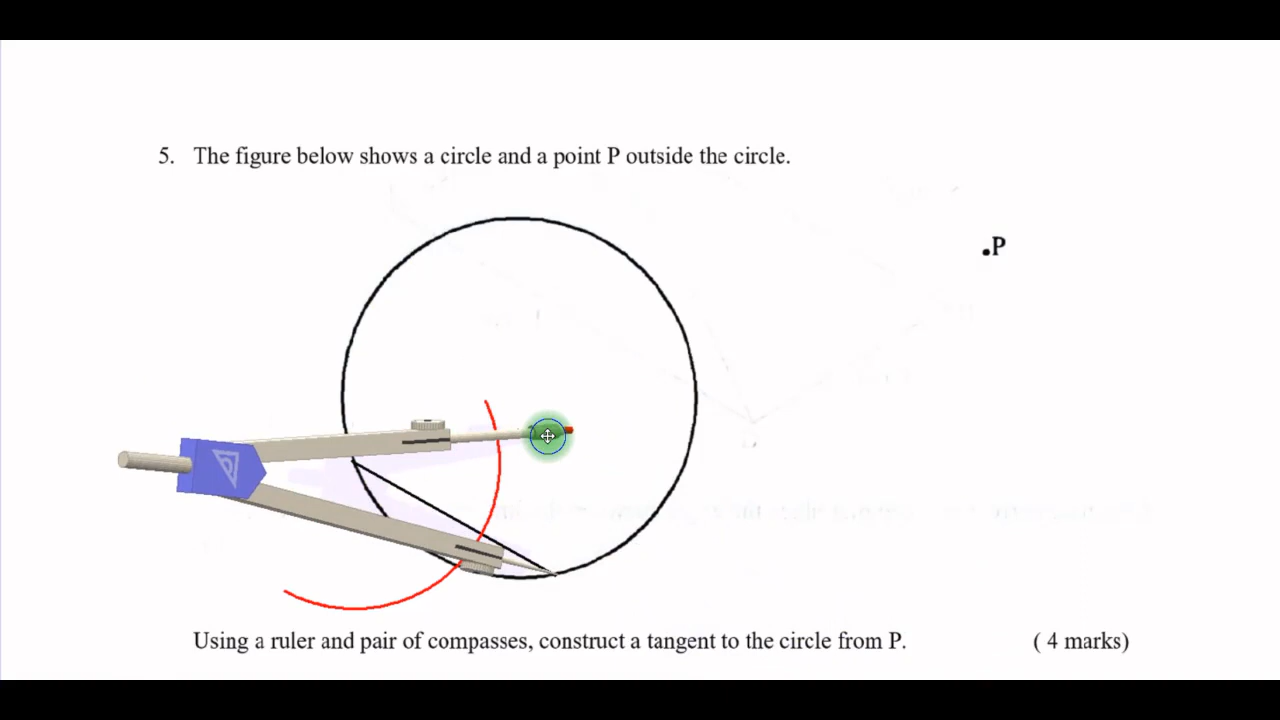 5. The figure below shows a circle and a point P outside the circle.
.P
Using a ruler and pair of compasses, construct a tangent to the circle from P. ( 4 marks)